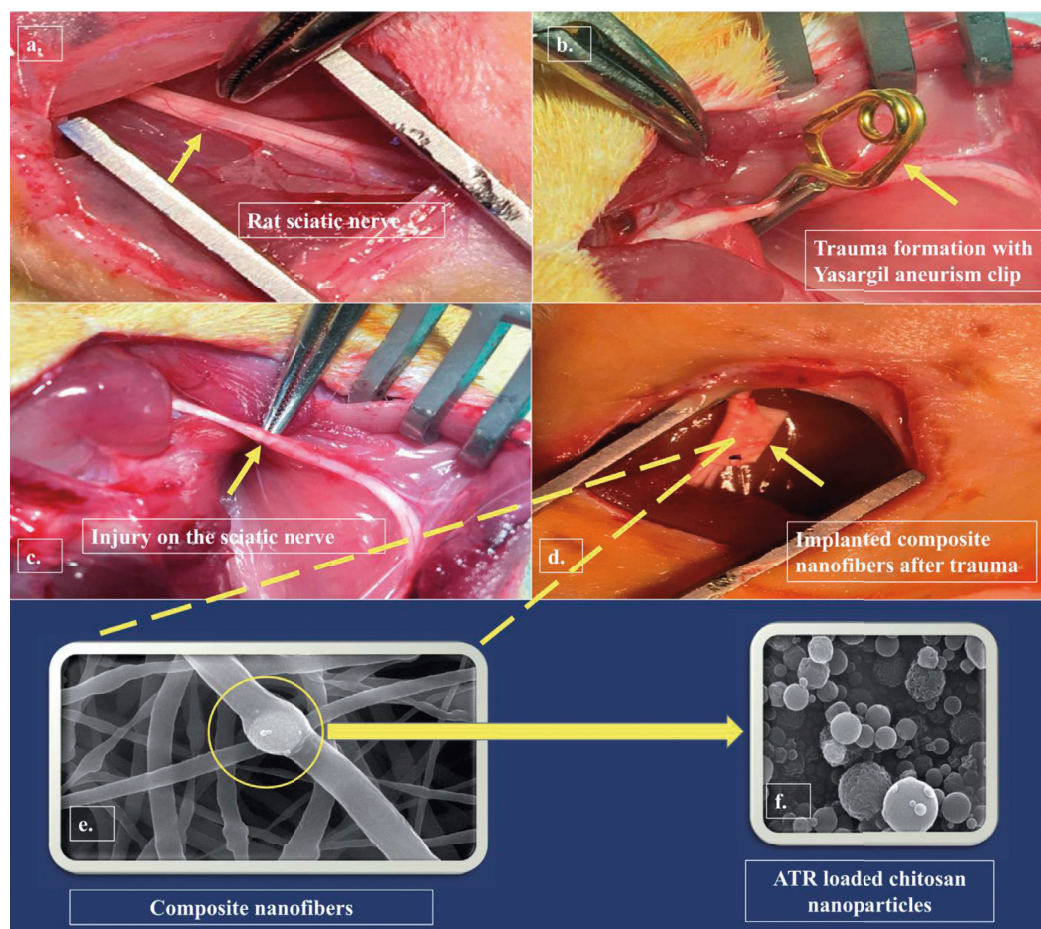 a.
Rat sciatic nerve
b.
Trauma formation with
Yasargil aneurism clip
Injury on the sciatic nerve
c.
d.
Implanted composite
nanofibers after trauma
e.
Composite nanofibers
f.
ATR loaded chitosan
nanoparticles